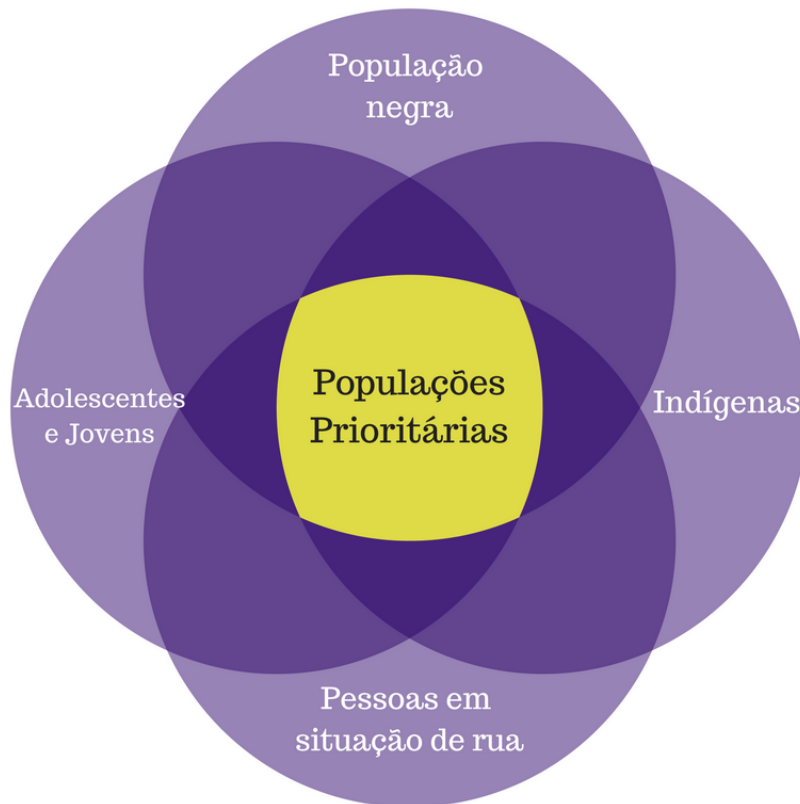 População
negra
Adolescentes
e Jovens
Populações
Prioritárias
Indígenas
Pessoas em
situação de rua